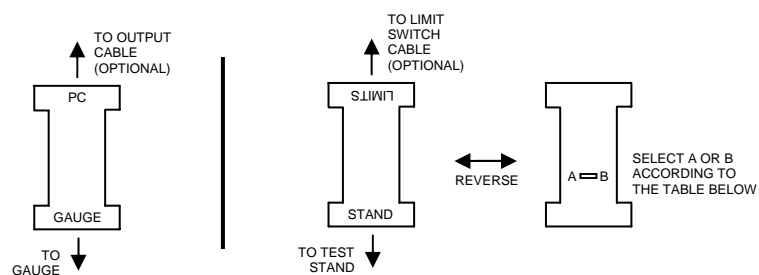 TO OUTPUT
CABLE
(OPTIONAL)
PC
GAUGE
TO
GAUGE
TO LIMIT
SWITCH
CABLE
(OPTIONAL)
LIMITS
STAND
TO TEST
STAND
REVERSE
A B
SELECT A OR B
ACCORDING TO
THE TABLE BELOW